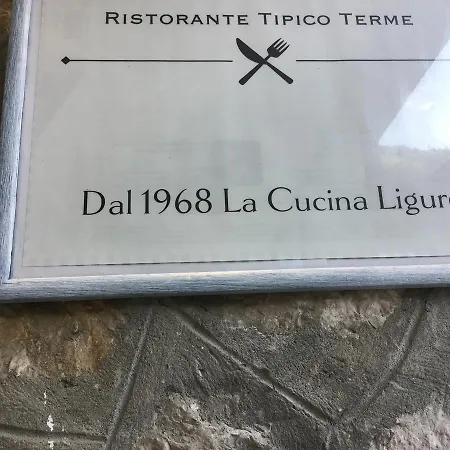 Ristorante Tipico Terme
Dal 1968 La Cucina Ligure